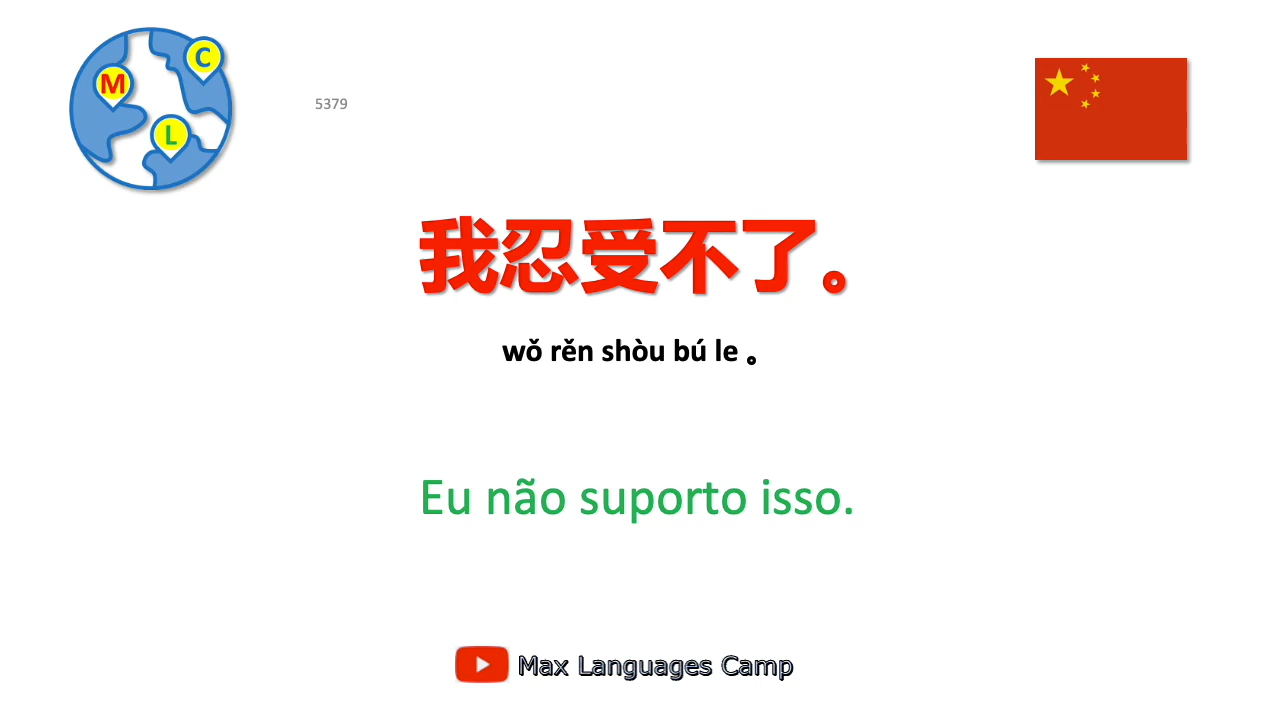 C
M
L
5379
我忍受不了。
wǒ rěn shòu bú le 。
Eu não suporto isso.
Max Languages Camp